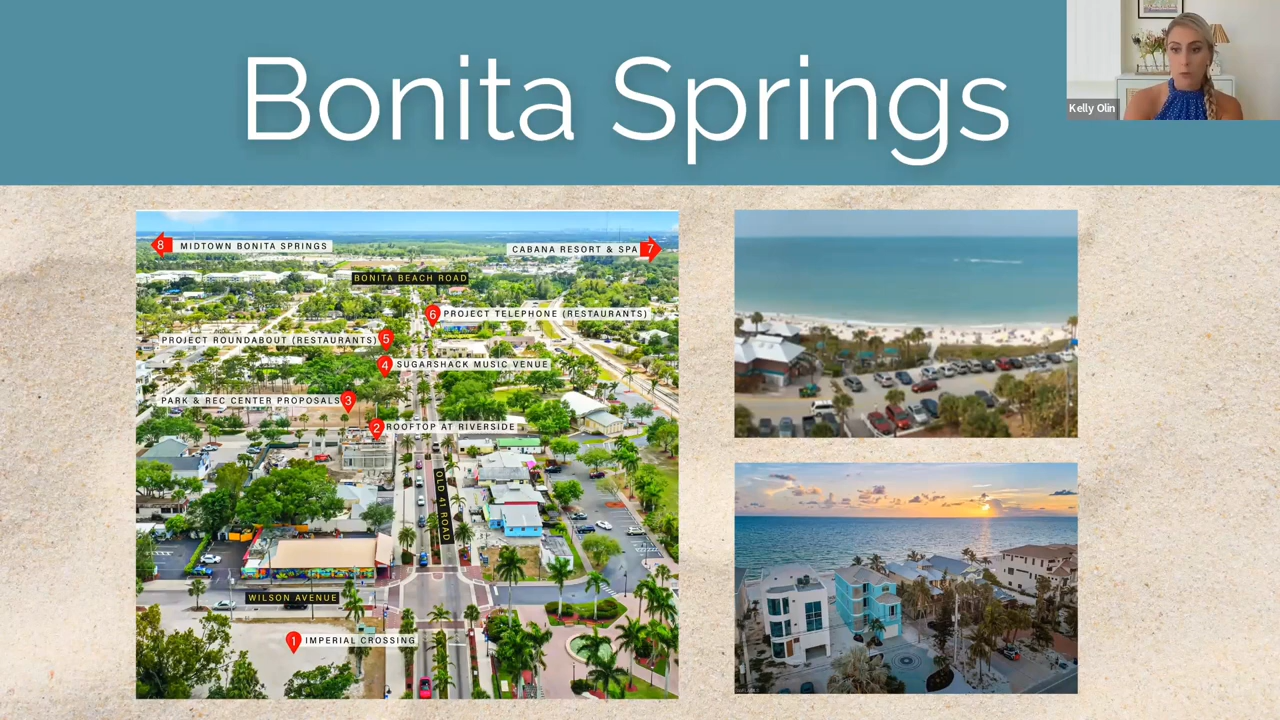 Bonita Springs
Kelly Olin
8 MIDTOWN BONITA SPRINGS
CABANA RESORT & SPA 7
BONITA BEACH ROAD
6 PROJECT TELEPHONE (RESTAURANTS)
PROJECT ROUNDABOUT (RESTAURANTS) 5
4 SUGARSHACK MUSIC VENUE
PARK & REC CENTER PROPOSALS 3
2 ROOFTOP AT RIVERSIDE
OLD 41 ROAD
WILSON AVENUE
1 IMPERIAL CROSSING